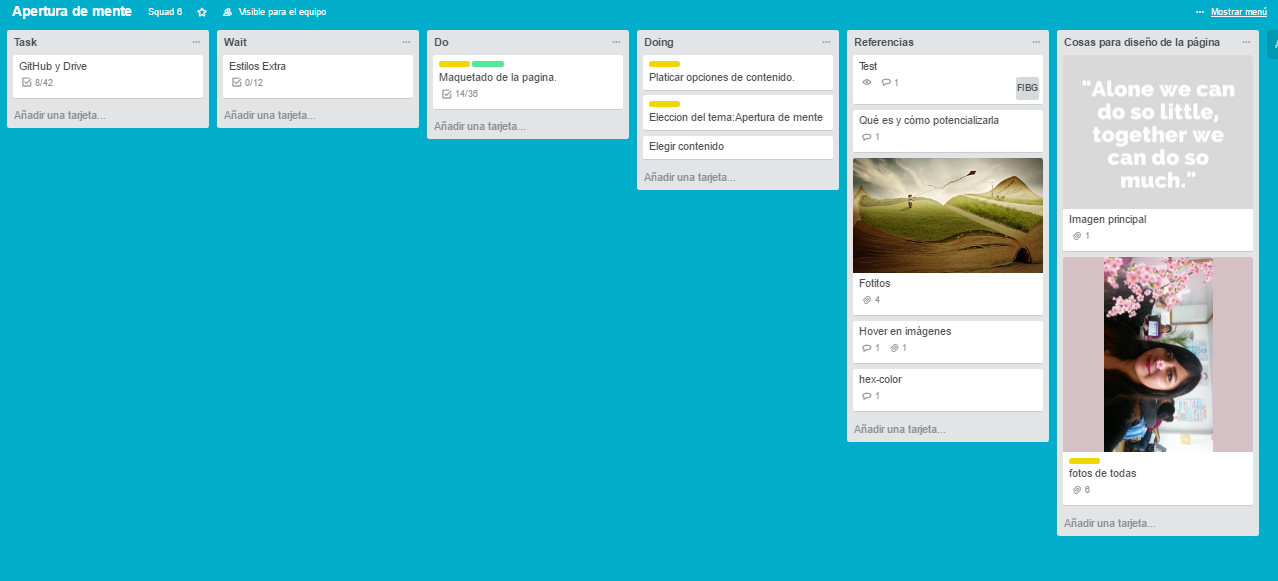 Apertura de mente
Squad 6
Visible para el equipo
Mostrar menú
Task
GitHub y Drive
8/42
Añadir una tarjeta...
Wait
Estilos Extra
0/12
Añadir una tarjeta...
Do
Maquetado de la pagina.
14/36
Añadir una tarjeta...
Doing
Platicar opciones de contenido.
Eleccion del tema:Apertura de mente
Elegir contenido
Añadir una tarjeta...
Referencias
Test
1
FIBG
Qué es y cómo potencializarla
1
Fotitos
4
Hover en imágenes
1 1
hex-color
1
Añadir una tarjeta...
Cosas para diseño de la página
"Alone we can
do so little,
together we
can do so
much."
Imagen principal
1
fotos de todas
6
Añadir una tarjeta...